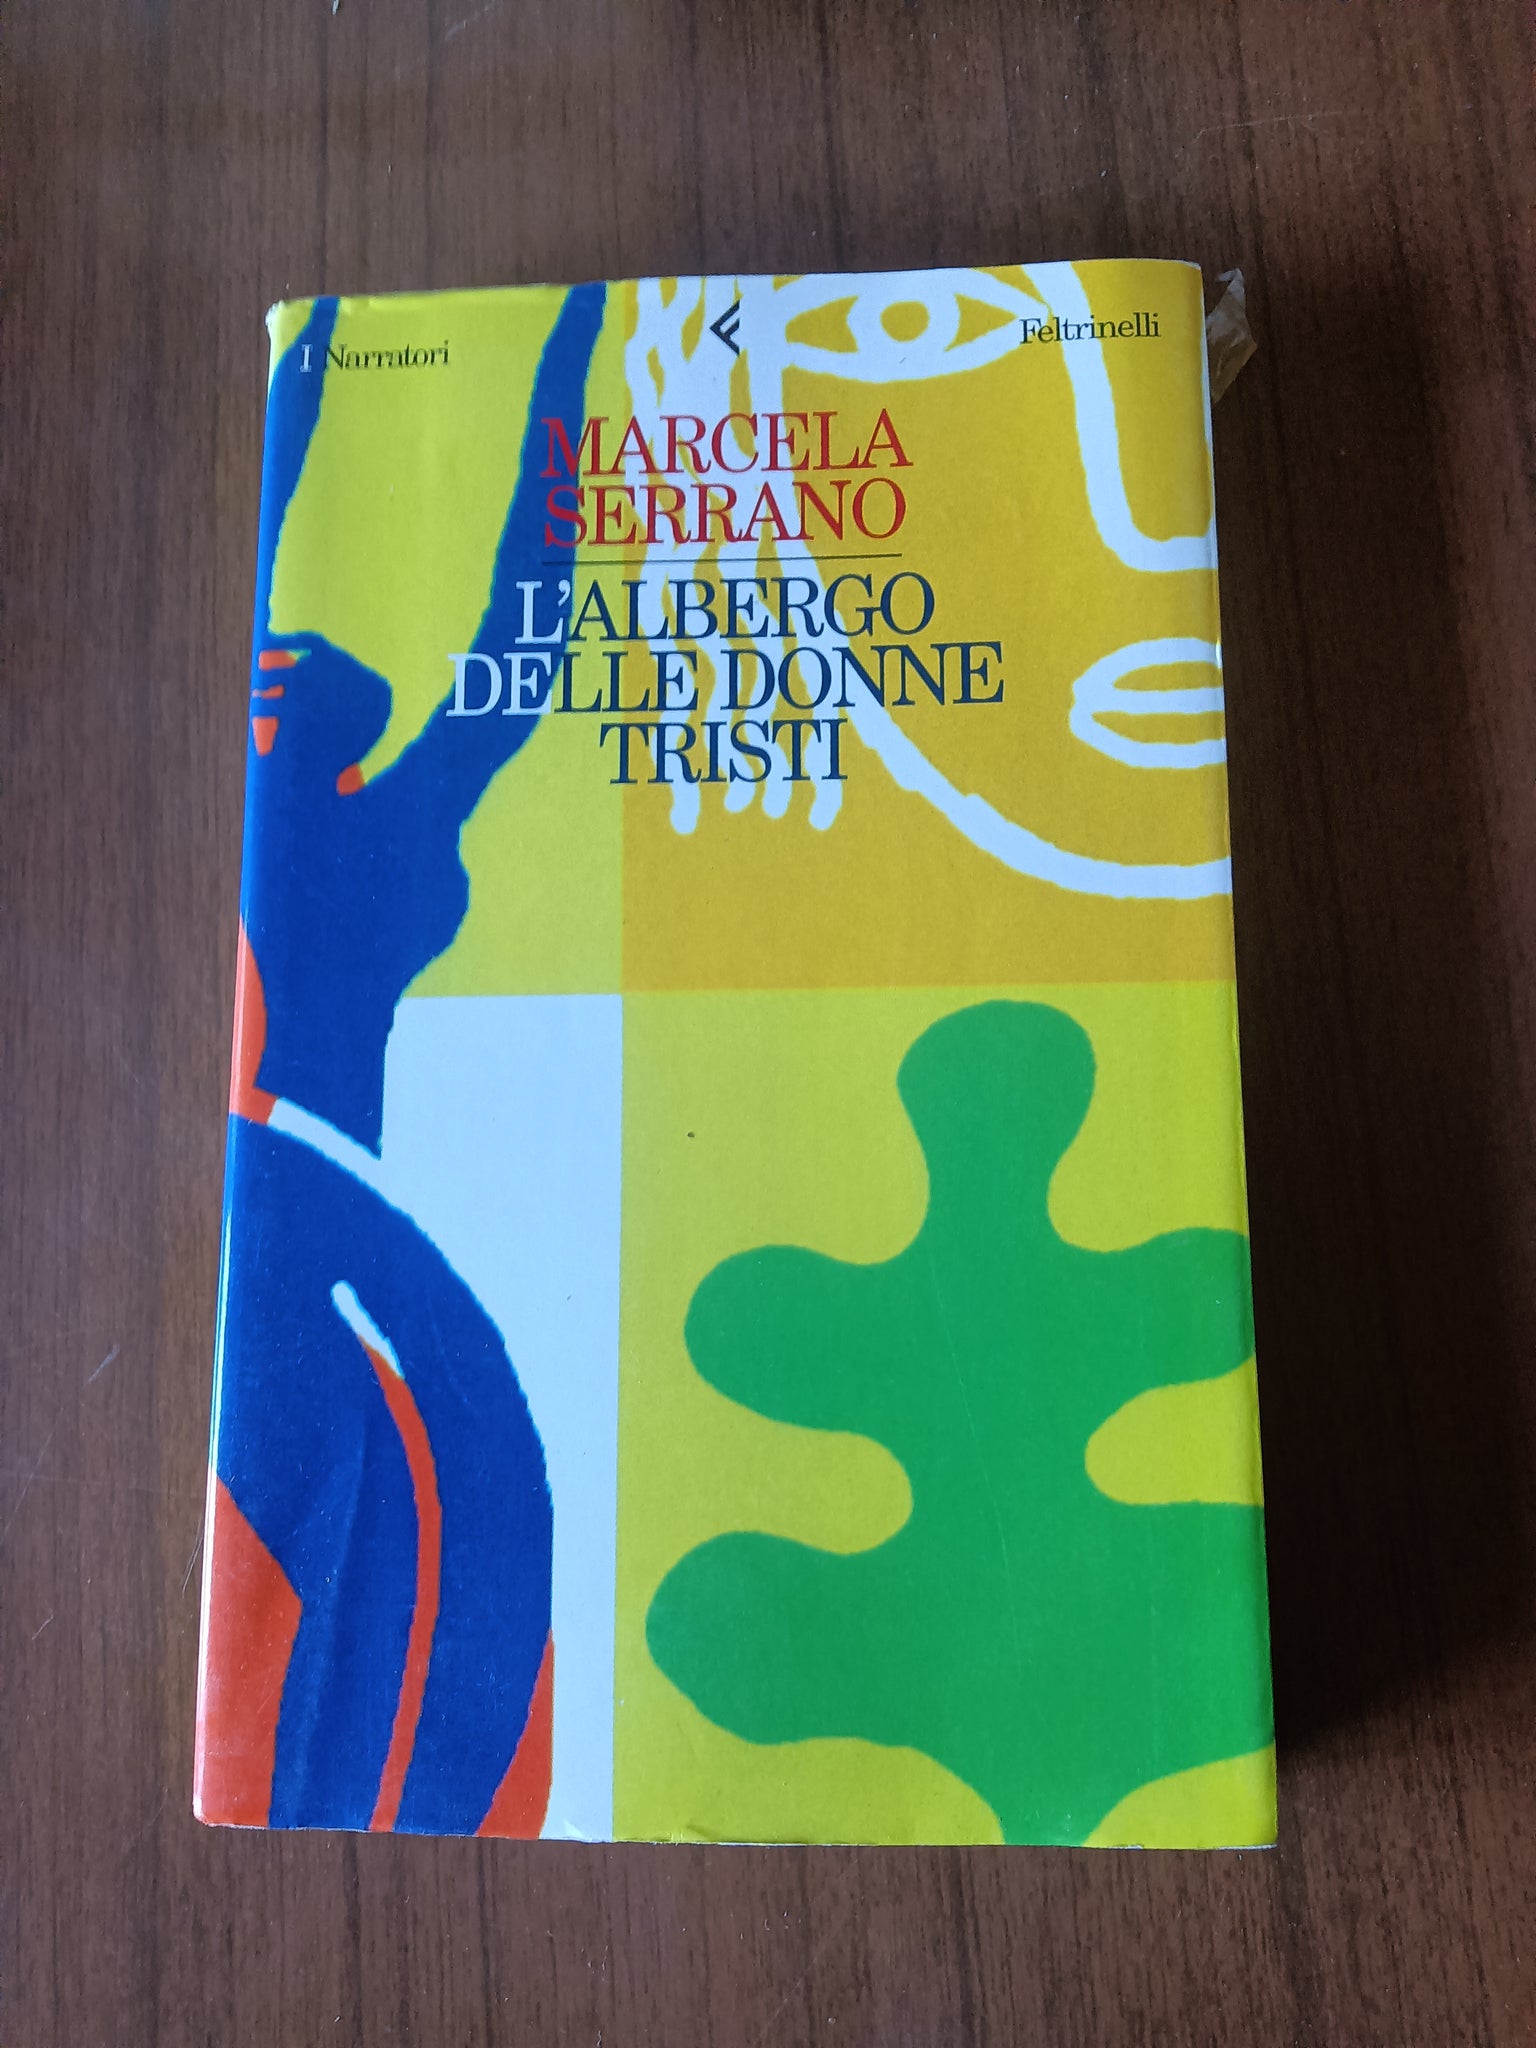 I Narratori
Feltrinelli
MARCELA
SERRANO
L'ALBERGO
DELLE DONNE
TRISTI